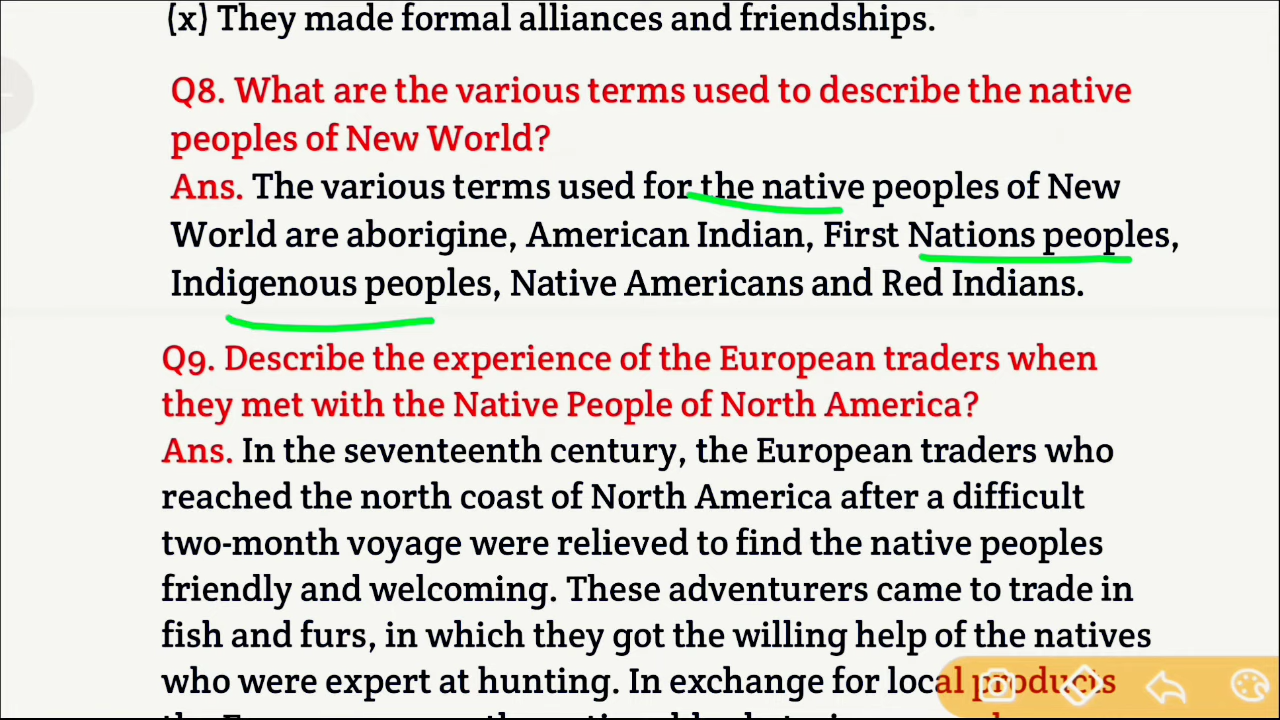 (x) They made formal alliances and friendships.
Q8. What are the various terms used to describe the native
peoples of New World?
Ans. The various terms used for the native peoples of New
World are aborigine, American Indian, First Nations peoples,
Indigenous peoples, Native Americans and Red Indians.
Q9. Describe the experience of the European traders when
they met with the Native People of North America?
Ans. In the seventeenth century, the European traders who
reached the north coast of North America after a difficult
two-month voyage were relieved to find the native peoples
friendly and welcoming. These adventurers came to trade in
fish and furs, in which they got the willing help of the natives
who were expert at hunting. In exchange for local products